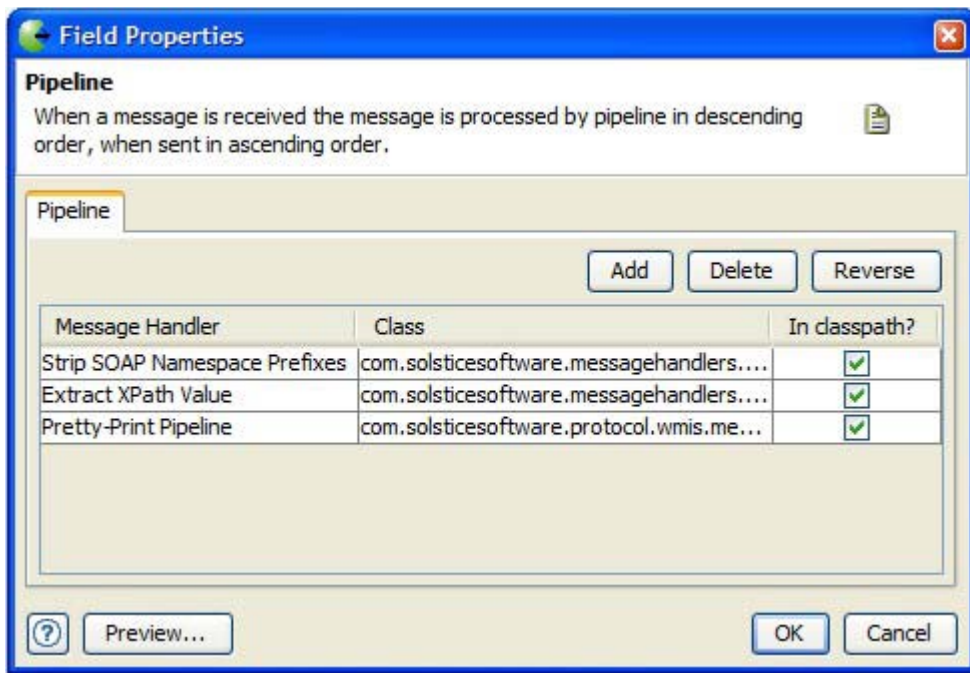 Field Properties
Pipeline
When a message is received the message is processed by pipeline in descending
order, when sent in ascending order.
Pipeline
Add Delete Reverse
Message Handler Class In classpath?
Strip SOAP Namespace Prefixes com.solsticesoftware.messagehandlers....
Extract XPath Value com.solsticesoftware.messagehandlers....
Pretty-Print Pipeline com.solsticesoftware.protocol.wmis.me...
? Preview... OK Cancel